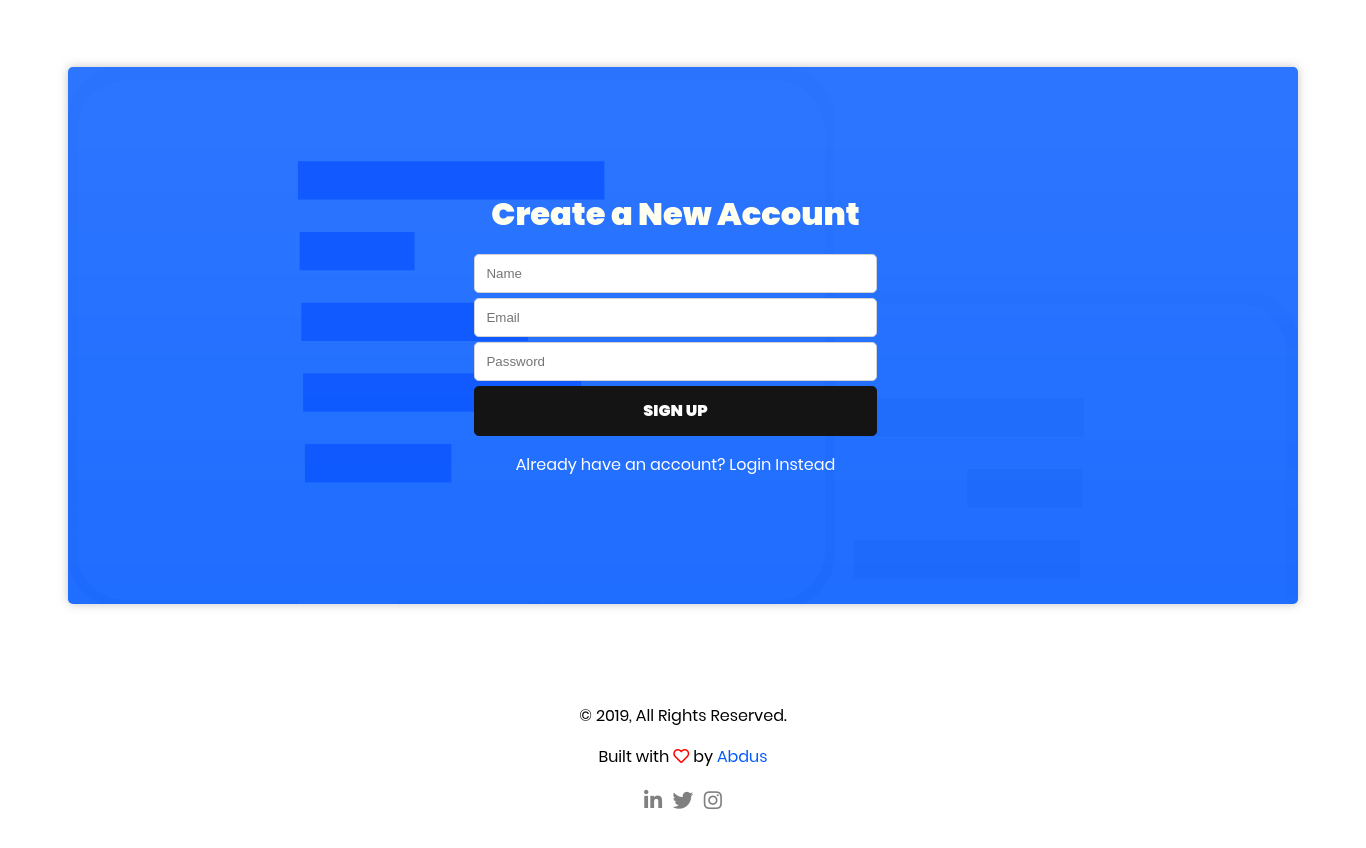 Create a New Account
Name
Email
Password
SIGN UP
Already have an account? Login Instead
© 2019, All Rights Reserved.
Built with by Abdus